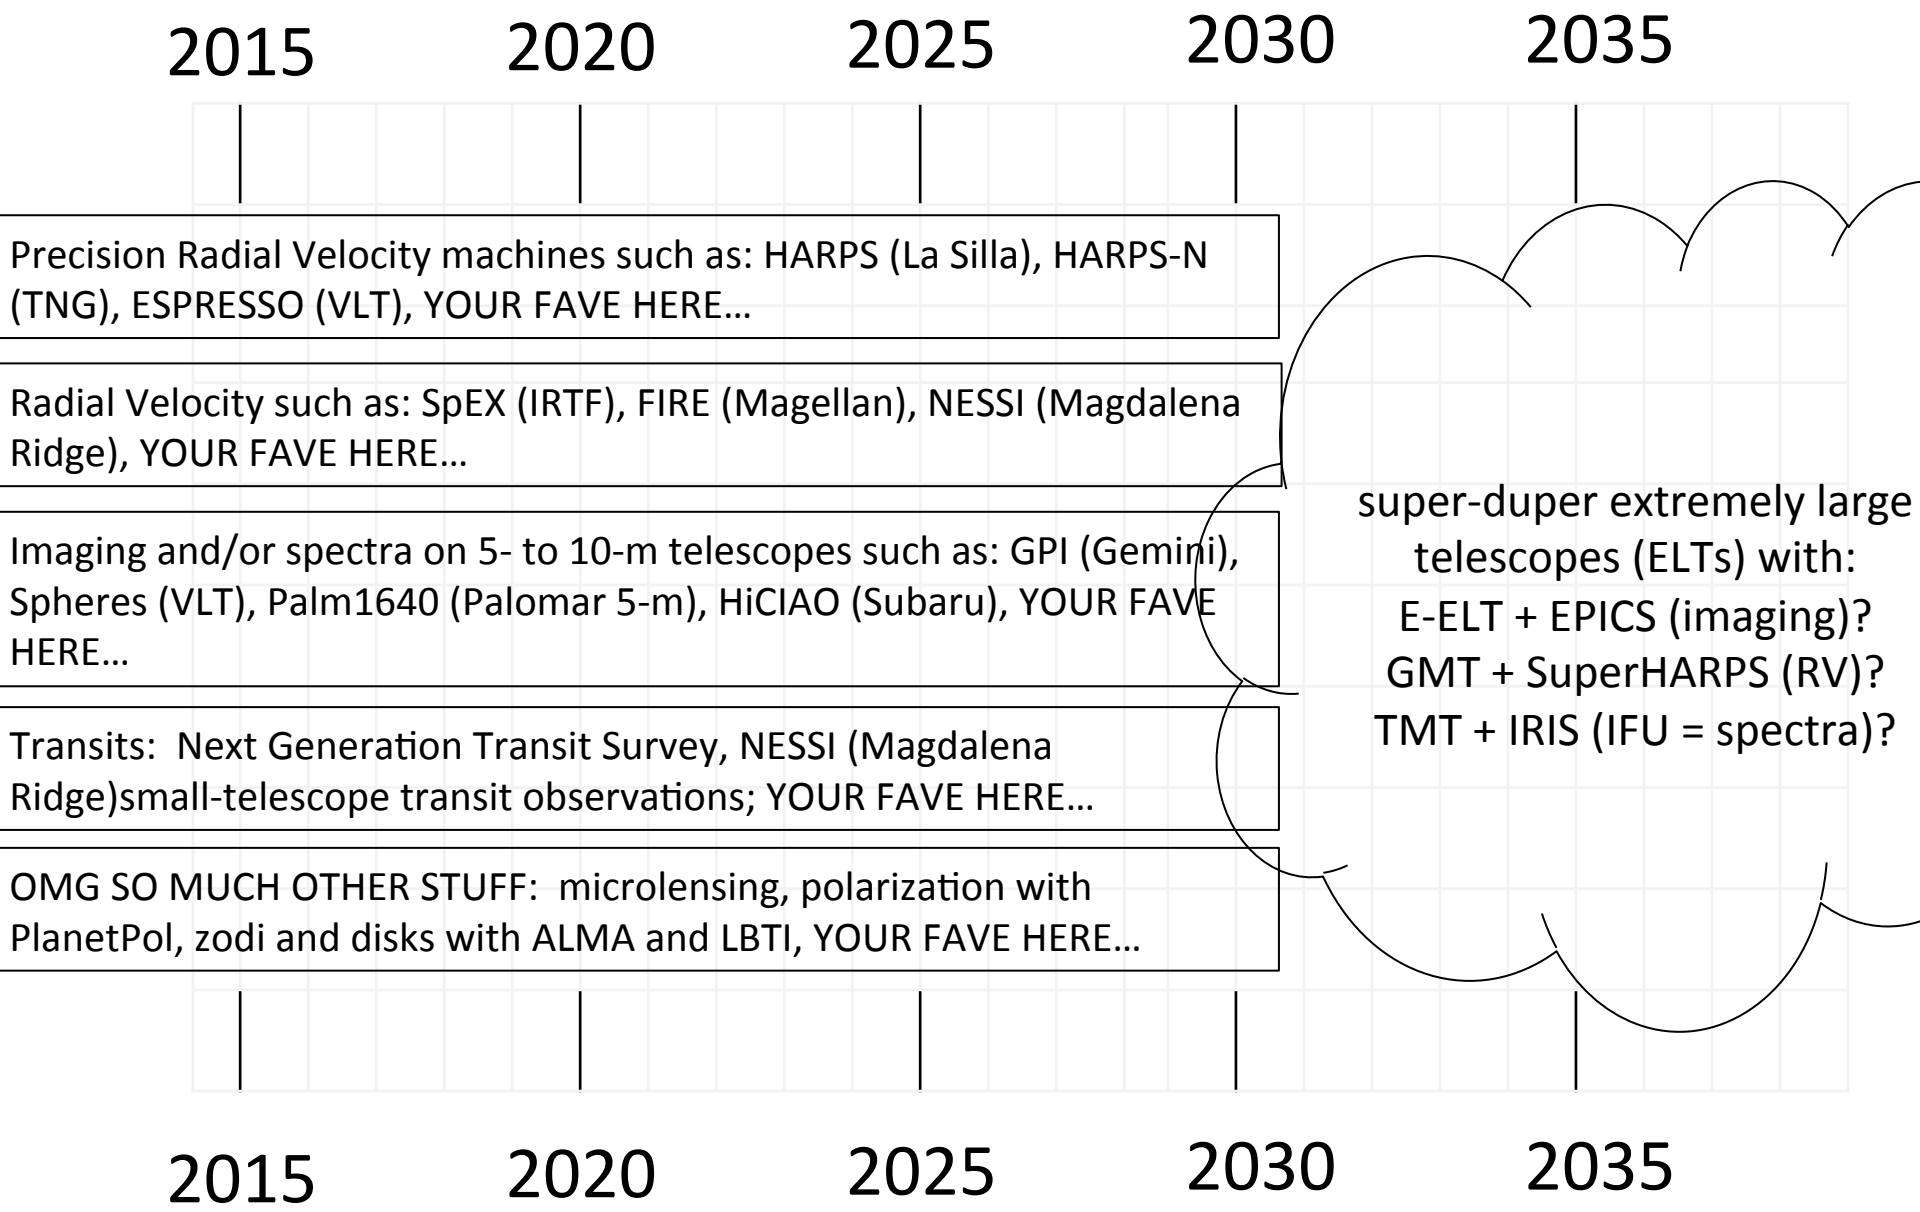 2015 2020 2025 2030 2035
Precision Radial Velocity machines such as: HARPS (La Silla), HARPS-N
(TNG), ESPRESSO (VLT), YOUR FAVE HERE…
Radial Velocity such as: SpEX (IRTF), FIRE (Magellan), NESSI (Magdalena
Ridge), YOUR FAVE HERE…
Imaging and/or spectra on 5- to 10-m telescopes such as: GPI (Gemini),
Spheres (VLT), Palm1640 (Palomar 5-m), HiCIAO (Subaru), YOUR FAVE
HERE…
Transits:  Next Generation Transit Survey, NESSI (Magdalena
Ridge)small-telescope transit observations; YOUR FAVE HERE…
OMG SO MUCH OTHER STUFF:  microlensing, polarization with
PlanetPol, zodi and disks with ALMA and LBTI, YOUR FAVE HERE…
super-duper extremely large
telescopes (ELTs) with:
E-ELT + EPICS (imaging)?
GMT + SuperHARPS (RV)?
TMT + IRIS (IFU = spectra)?
2015 2020 2025 2030 2035